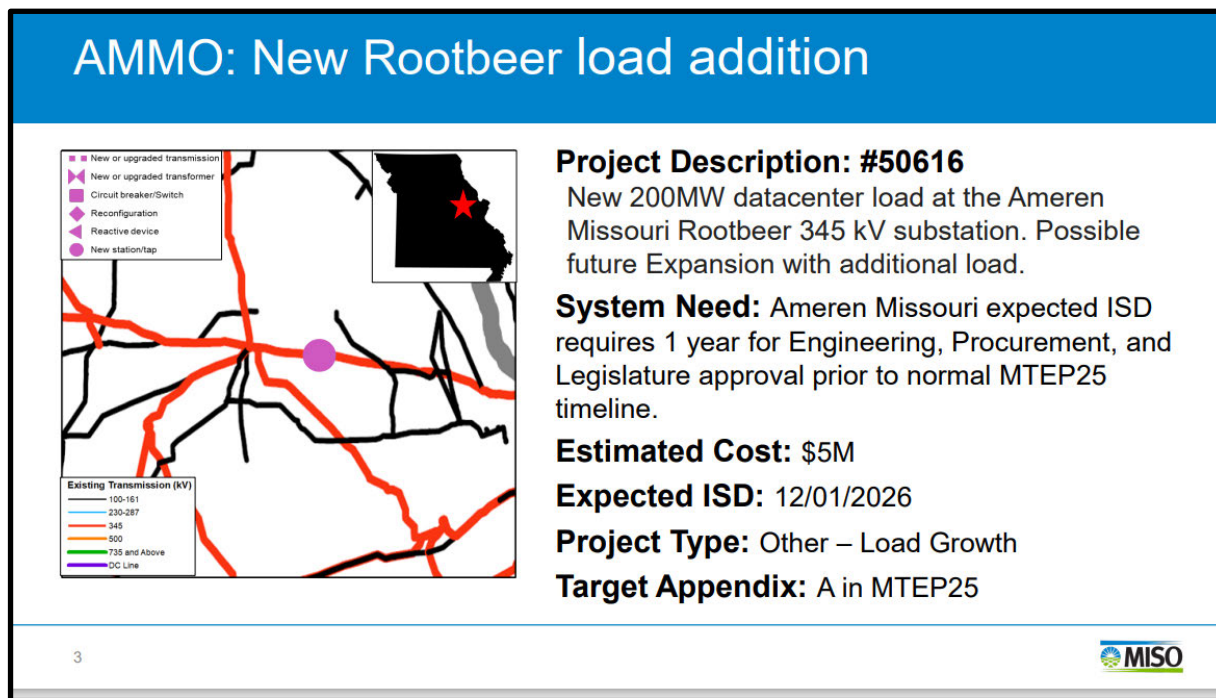 AMMO: New Rootbeer load addition
New or upgraded transmission
New or upgraded transformer
Circuit breaker/Switch
Reconfiguration
Reactive device
New station/tap
Existing Transmission (kV)
100-161
230-287
345
500
735 and Above
DC Line
Project Description: #50616
New 200MW datacenter load at the Ameren
Missouri Rootbeer 345 kV substation. Possible
future Expansion with additional load.
System Need: Ameren Missouri expected ISD
requires 1 year for Engineering, Procurement, and
Legislature approval prior to normal MTEP25
timeline.
Estimated Cost: $5M
Expected ISD: 12/01/2026
Project Type: Other – Load Growth
Target Appendix: A in MTEP25
3
MISO